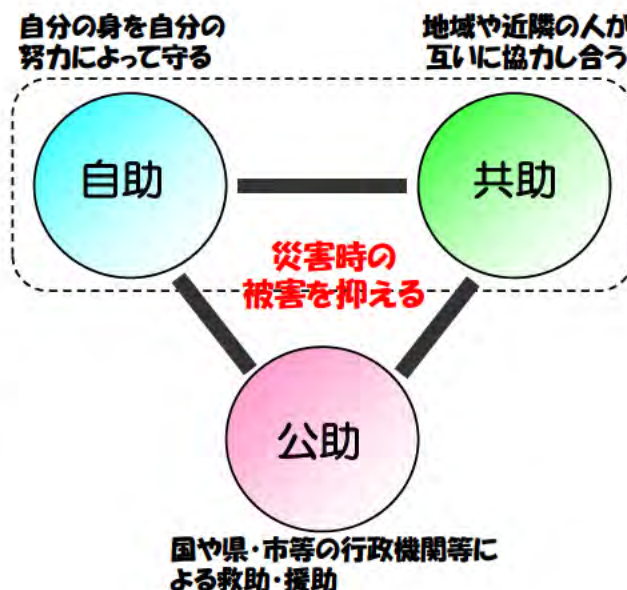 自分の身を自分の
努力によって守る
地域や近隣の人が
互いに協力し合う
自助
共助
災害時の
被害を抑える
公助
国や県・市等の行政機関等に
よる救助・援助